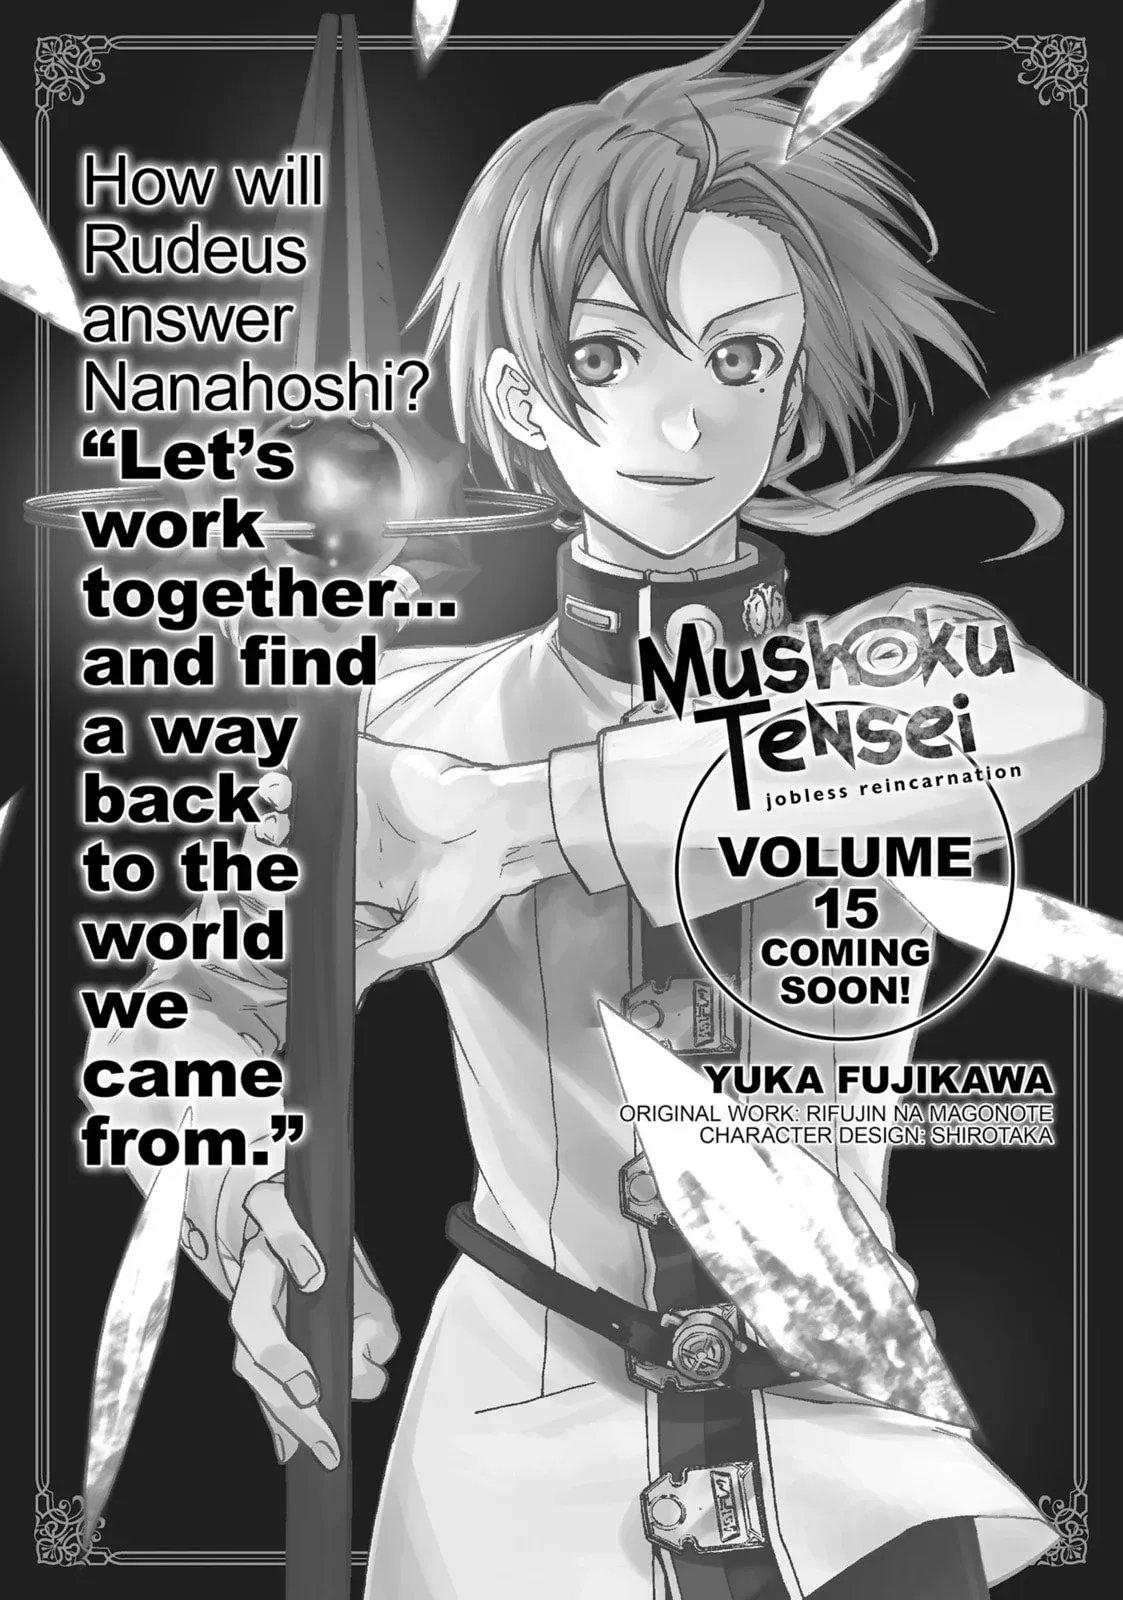 How will
Rudeus
answer
Nanahoshi?
“Let’s
work
together...
and find
a way
back
to the
world
we
came
from.”
Mushoku
Tensei
jobless reincarnation
VOLUME
15
COMING
SOON!
YUKA FUJIKAWA
ORIGINAL WORK: RIFUJIN NA MAGONOTE
CHARACTER DESIGN: SHIROTAKA